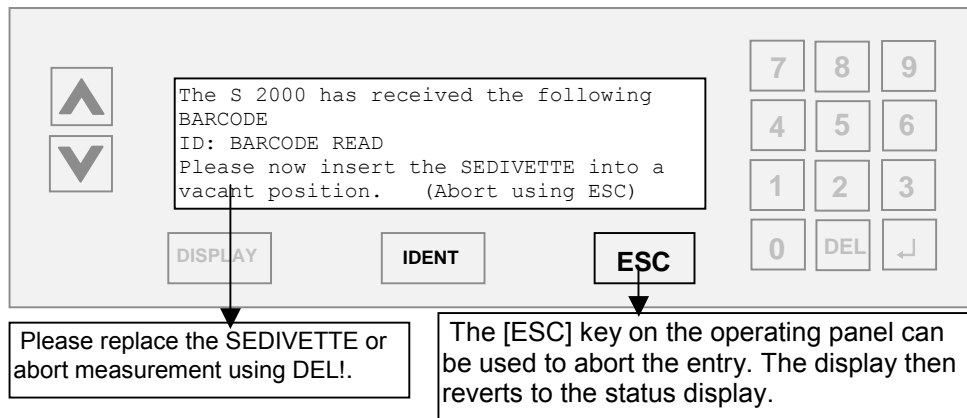 The S 2000 has received the following
BARCODE
ID: BARCODE READ
Please now insert the SEDIVETTE into a
vacant position. (Abort using ESC)
7 8 9
4 5 6
1 2 3
0 DEL ↵
DISPLAY IDENT ESC
Please replace the SEDIVETTE or
abort measurement using DEL!.
The [ESC] key on the operating panel can
be used to abort the entry. The display then
reverts to the status display.